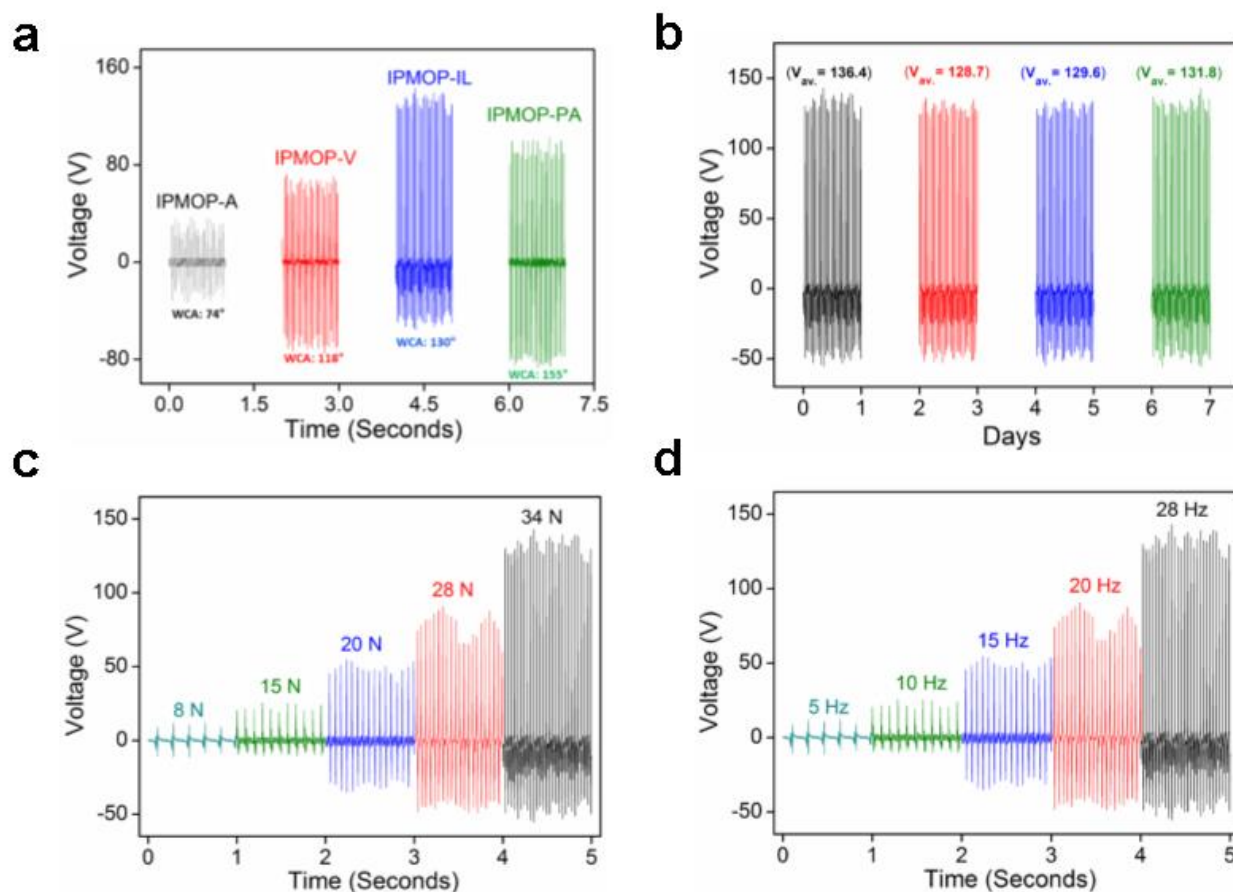 a
160
80
0
-80
Voltage (V)
IPMOP-A
IPMOP-V
IPMOP-IL
IPMOP-PA
WCA: 74°
WCA: 118°
WCA: 130°
WCA: 155°
0.0 1.5 3.0 4.5 6.0 7.5
Time (Seconds)
b
150
100
50
0
-50
Voltage (V)
(Vav. = 136.4) (Vav. = 128.7) (Vav. = 129.6) (Vav. = 131.8)
0 1 2 3 4 5 6 7
Days
c
150
100
50
0
-50
Voltage (V)
8 N
15 N
20 N
28 N
34 N
0 1 2 3 4 5
Time (Seconds)
d
150
100
50
0
-50
Voltage (V)
5 Hz
10 Hz
15 Hz
20 Hz
28 Hz
0 1 2 3 4 5
Time (Seconds)